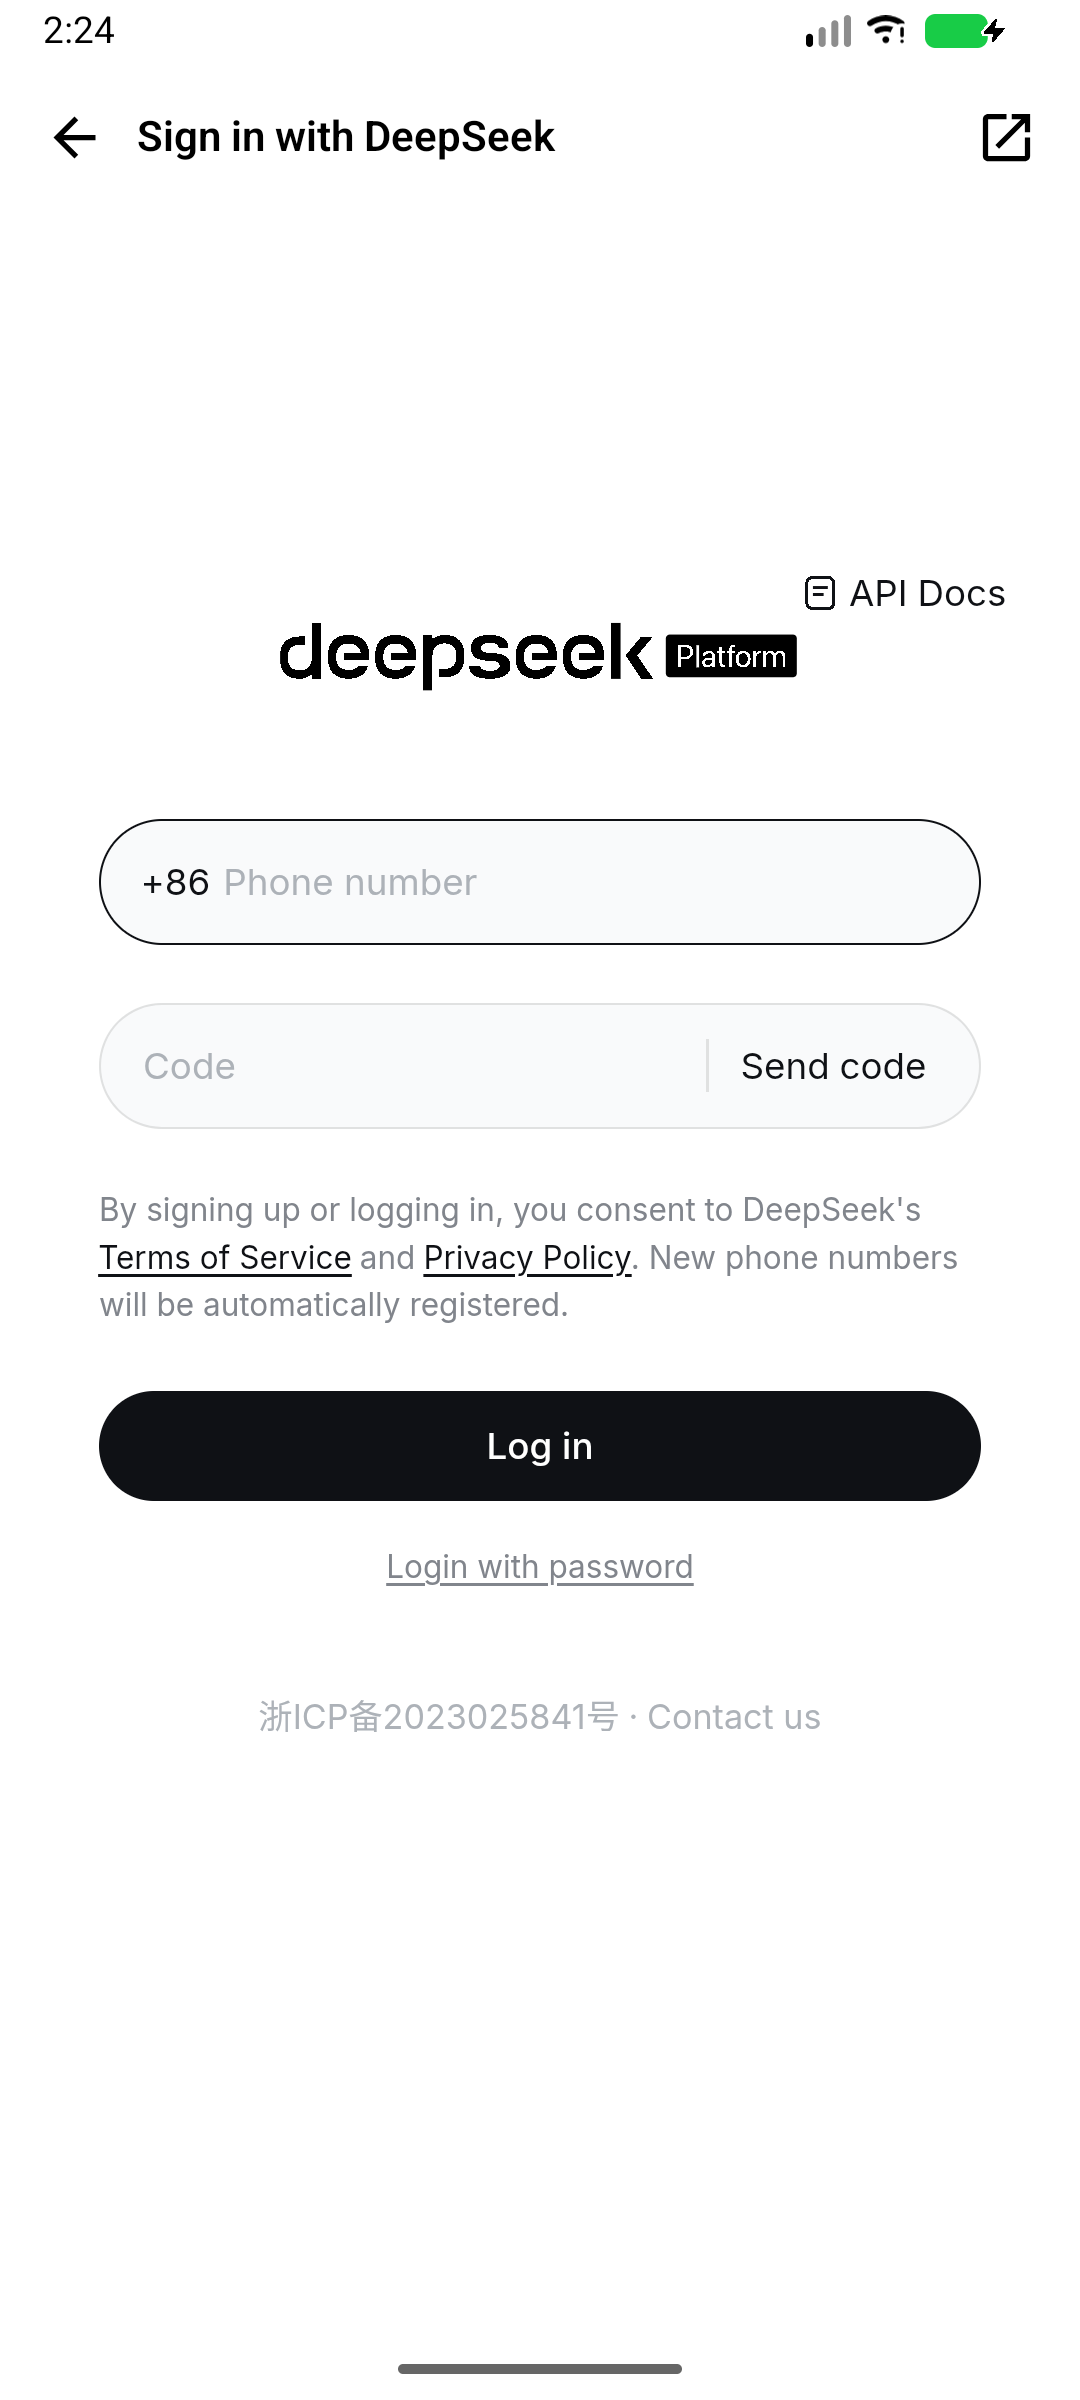 2:24
Sign in with DeepSeek
API Docs
deepseek Platform
+86 Phone number
Code Send code
By signing up or logging in, you consent to DeepSeek's
Terms of Service and Privacy Policy. New phone numbers
will be automatically registered.
Log in
Login with password
浙ICP备2023025841号 · Contact us